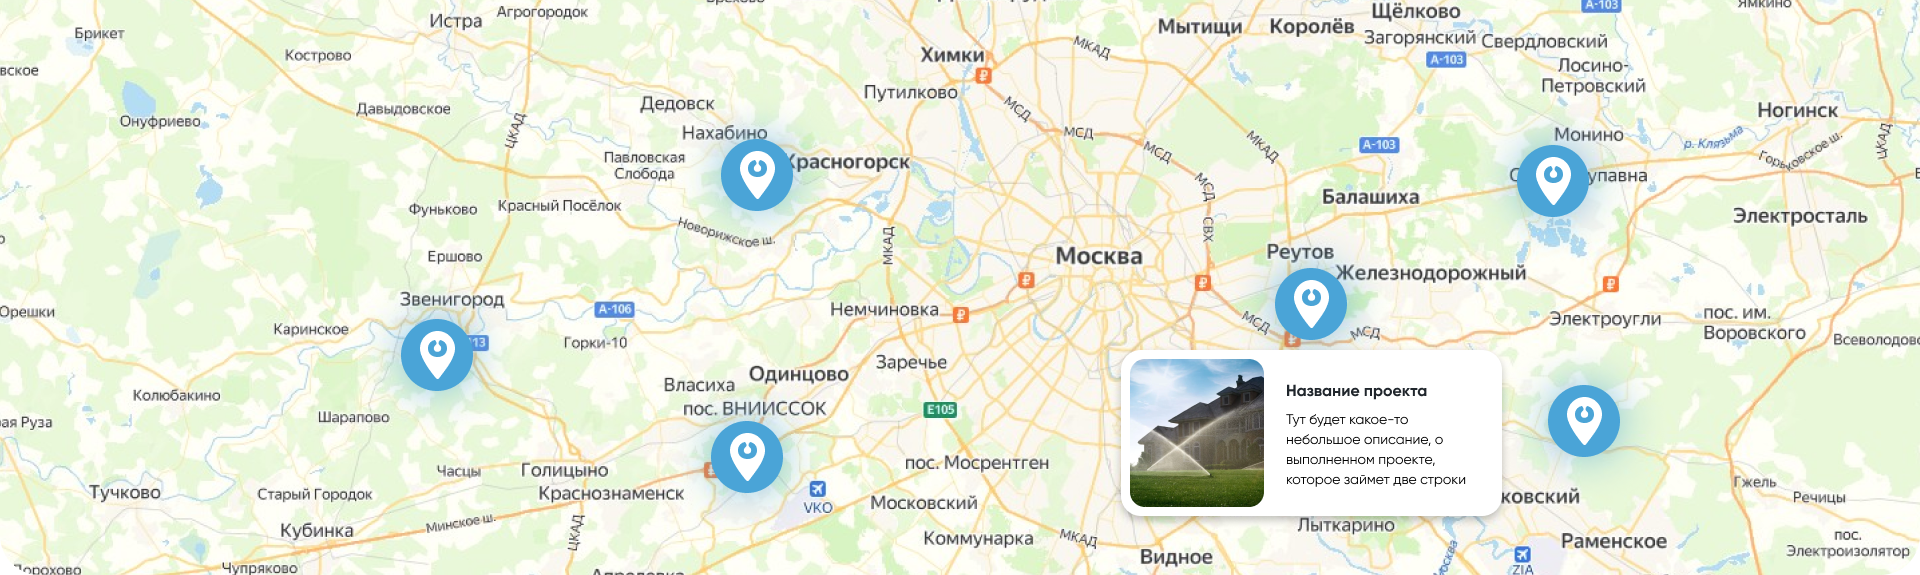 Истра
Агрогородок
Мытищи
Королёв
Щёлково
А-103
Ямкино
Брикет
Кострово
Химки
МКАД
Загорянский
Свердловский
А-103
Лосино-
Петровский
вское
Путилково
Давыдовское
Дедовск
МСД
Ногинск
Онуфриево
ЦКАД
Нахабино
МСД
МКАД
А-103
Монино
р. Клязьма
Горьковское ш.
ЦКАД
Павловская
Слобода
Красногорск
МСД
МСД
Балашиха
упавна
Фуньково
Красный Посёлок
Новорижское ш.
МКАД
СВХ
Электросталь
Ершово
Москва
Реутов
Железнодорожный
Звенигород
А-106
Немчиновка
МСД
МСД
Электроугли
пос. им.
Воровского
Орешки
Каринское
13
Горки-10
Заречье
Всеволодово
Колюбакино
Власиха
Одинцово
пос. ВНИИССОК
Е105
Шарапово
ая Руза
Название проекта
Тут будет какое-то
небольшое описание, о
выполненном проекте,
которое займет две строки
Часцы
Голицыно
пос. Мосрентген
Тучково
Старый Городок
Краснознаменск
VKO
Московский
ковский
Гжель
Речицы
Кубинка
Минское ш.
ЦКАД
Коммунарка
МКАД
Видное
Лыткарино
Москва
ZIA
Раменское
пос.
Электроизолятор
Чупряково